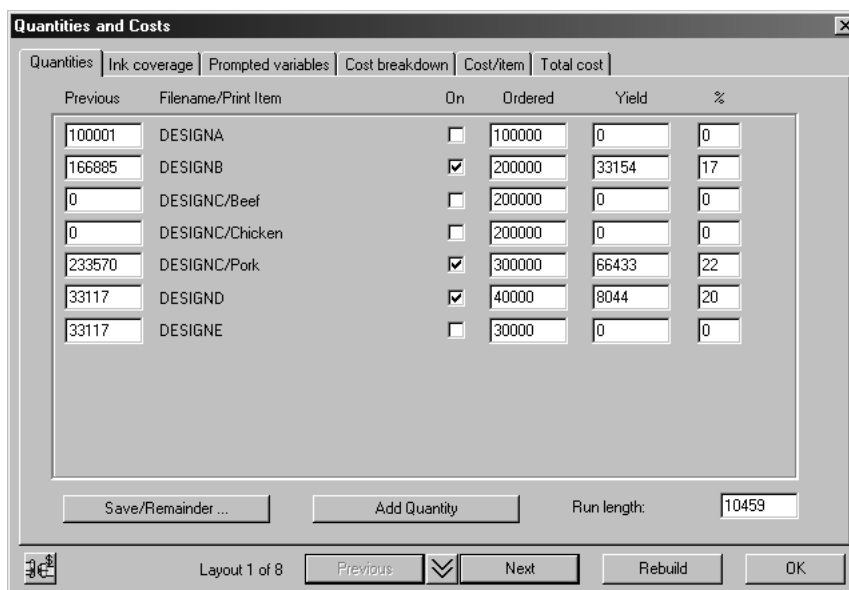 Quantities and Costs
Quantities Ink coverage Prompted variables Cost breakdown Cost/item Total cost
Previous Filename/Print Item On Ordered Yield %
100001 DESIGNA 100000 0 0
166885 DESIGNB 200000 33154 17
0 DESIGNC/Beef 200000 0 0
0 DESIGNC/Chicken 200000 0 0
233570 DESIGNC/Pork 300000 66433 22
33117 DESIGND 40000 8044 20
33117 DESIGNE 30000 0 0
Save/Remainder ... Add Quantity Run length: 10459
Layout 1 of 8 Previous Next Rebuild OK